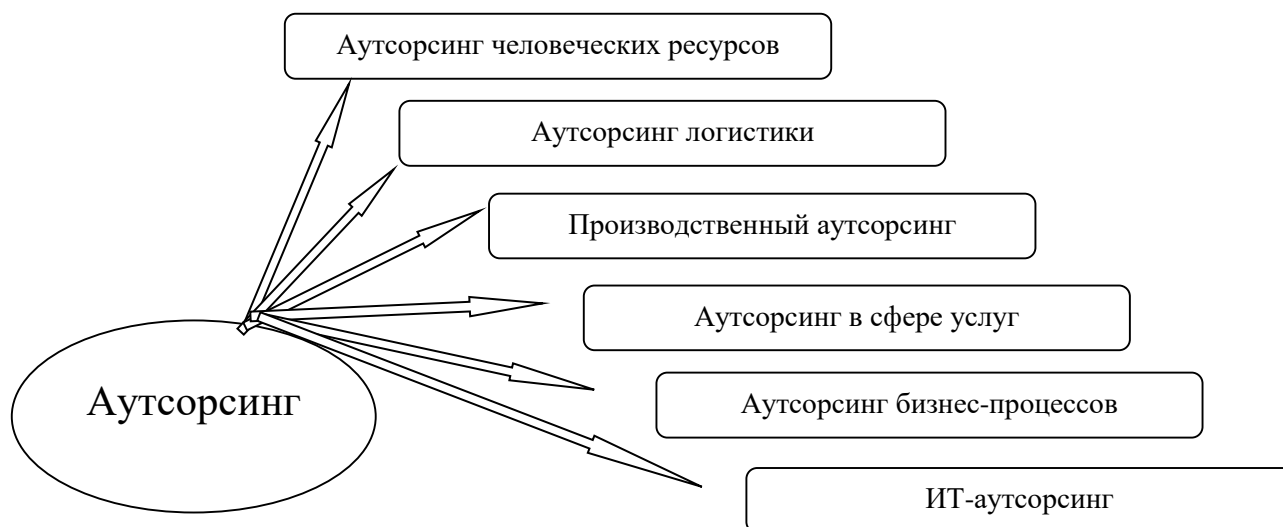 Аутсорсинг человеческих ресурсов
Аутсорсинг логистики
Производственный аутсорсинг
Аутсорсинг в сфере услуг
Аутсорсинг
Аутсорсинг бизнес-процессов
ИТ-аутсорсинг